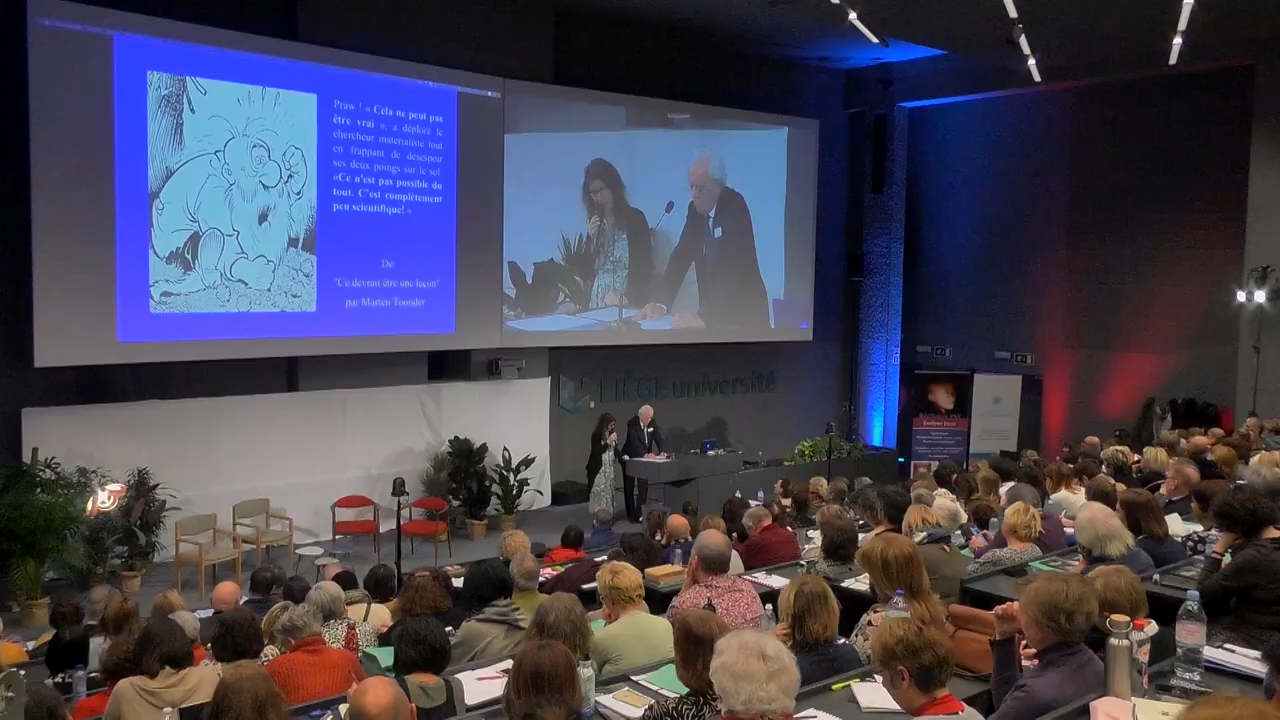 Praw ! « Cela ne peut pas
être vrai », a déploré le
chercheur matérialiste tout
en frappant de désespoir
ses deux poings sur le sol.
«Ce n'est pas possible du
tout. C'est complètement
peu scientifique! »
De:
"Ce devrait être une leçon"
par Marten Toonder
LIÈGE université